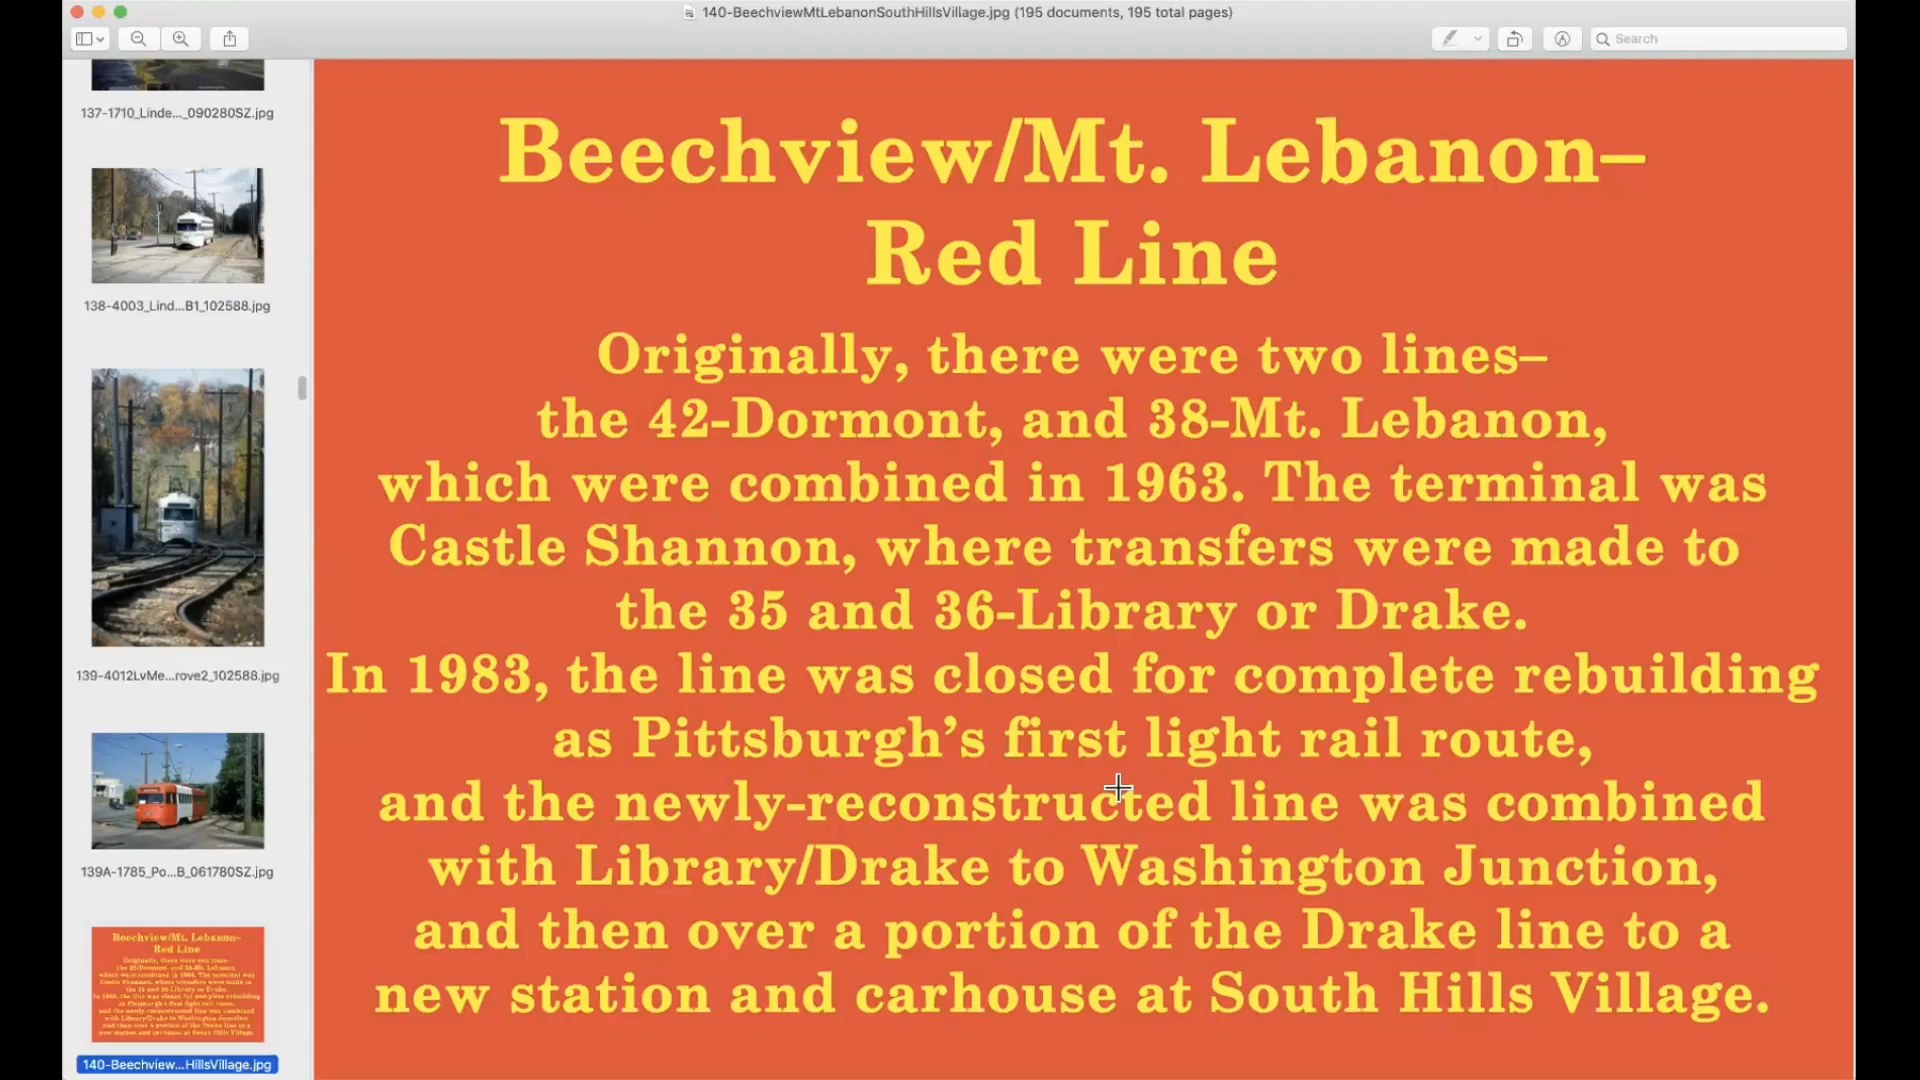 140-BeechviewMtLebanonSouthHillsVillage.jpg (195 documents, 195 total pages)
Search
137-1710_Linde..._090280SZ.jpg
138-4003_Lind...B1_102588.jpg
139-4012LvMe...rove2_102588.jpg
139A-1785_Po...B_061780SZ.jpg
140-Beechview...HillsVillage.jpg
Beechview/Mt. Lebanon–
Red Line
Originally, there were two lines–
the 42-Dormont, and 38-Mt. Lebanon,
which were combined in 1963. The terminal was
Castle Shannon, where transfers were made to
the 35 and 36-Library or Drake.
In 1983, the line was closed for complete rebuilding
as Pittsburgh’s first light rail route,
and the newly-reconstructed line was combined
with Library/Drake to Washington Junction,
and then over a portion of the Drake line to a
new station and carhouse at South Hills Village.